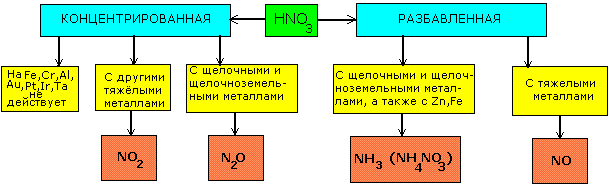 КОНЦЕНТРИРОВАННАЯ
HNO3
РАЗБАВЛЕННАЯ
На Fe,Cr,Al,
Au,Pt,Ir,Ta
не
действует
С другими
тяжёлыми
металлами
С щелочными и
щелочноземель-
ными металлами
С щелочными и щелоч-
ноземельными метал-
лами, а также с Zn,Fe
С тяжелыми
металлами
NO2
N2O
NH3 (NH4NO3)
NO